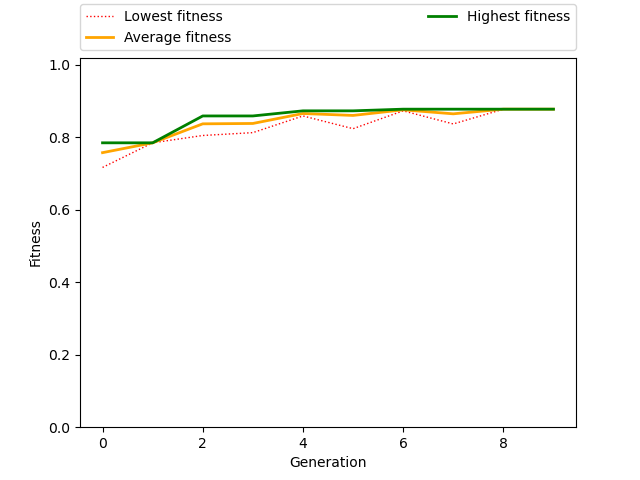 Lowest fitness
Average fitness
Highest fitness
1.0
0.8
0.6
0.4
0.2
0.0
Fitness
0 2 4 6 8
Generation